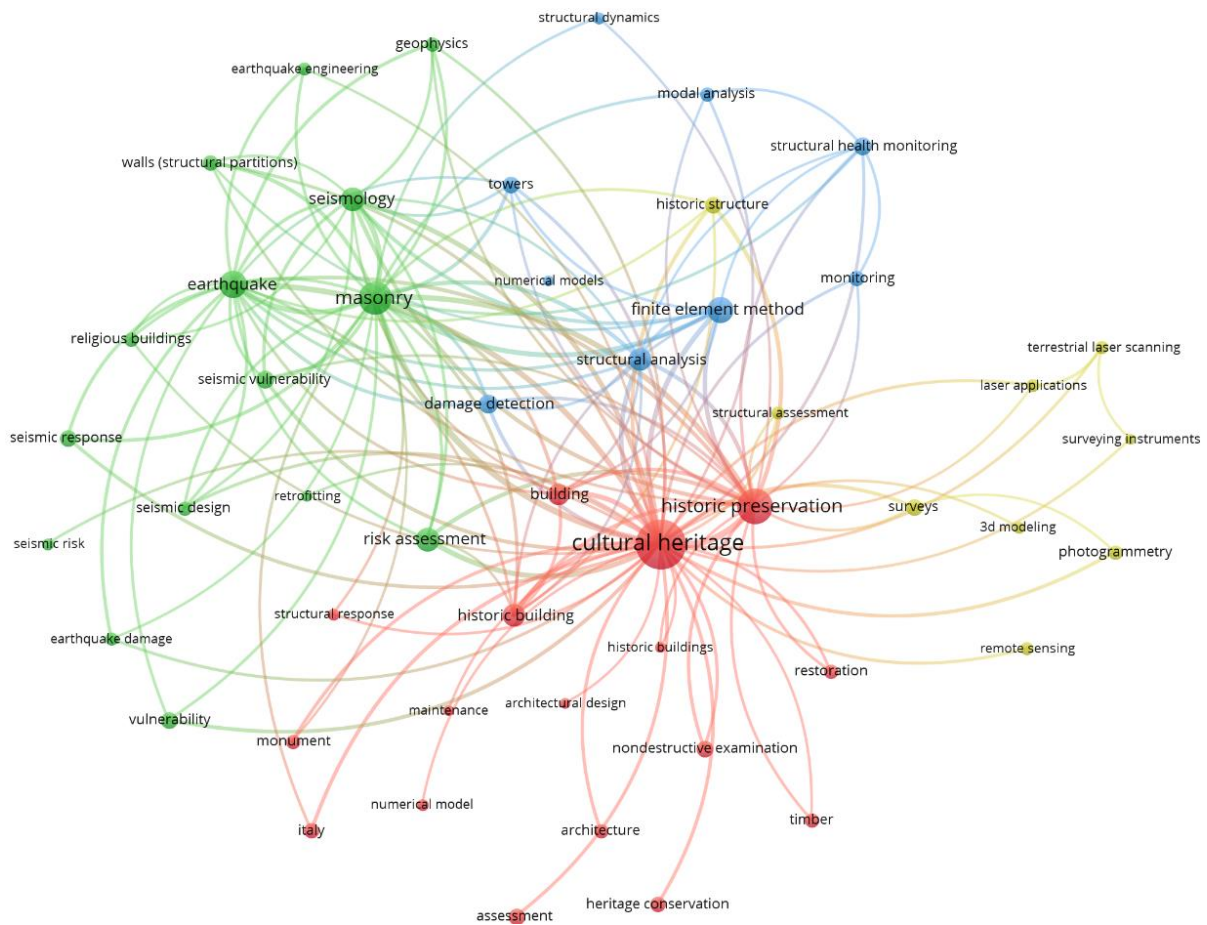 structural dynamics
geophysics
earthquake engineering
modal analysis
structural health monitoring
walls (structural partitions)
towers
seismology
historic structure
earthquake
numerical models
monitoring
masonry
finite element method
religious buildings
terrestrial laser scanning
structural analysis
seismic vulnerability
laser applications
damage detection
structural assessment
seismic response
surveying instruments
building
retrofitting
historic preservation
seismic design
surveys
3d modeling
risk assessment
seismic risk
cultural heritage
photogrammetry
structural response
historic building
earthquake damage
historic buildings
remote sensing
restoration
architectural design
maintenance
vulnerability
monument
nondestructive examination
numerical model
timber
italy
architecture
heritage conservation
assessment